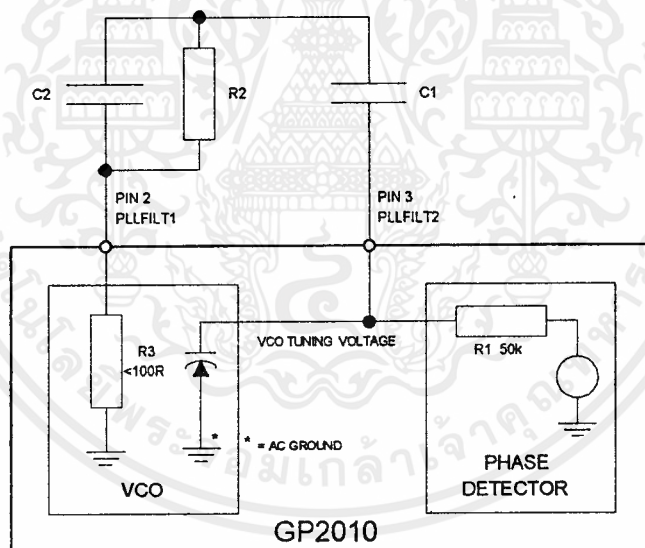 C2
R2
C1
PIN 2
PLLFILT1
PIN 3
PLLFILT2
R3
<100R
VCO TUNING VOLTAGE
R1 50k
* * = AC GROUND
VCO
PHASE
DETECTOR
GP2010